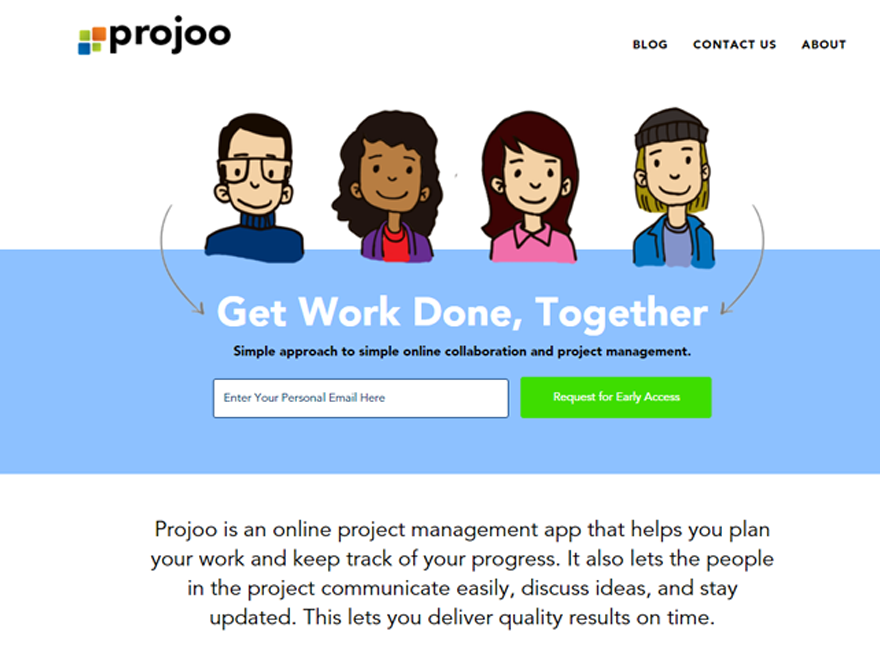 projoo
BLOG CONTACT US ABOUT
Get Work Done, Together
Simple approach to simple online collaboration and project management.
Enter Your Personal Email Here
Request for Early Access
Projoo is an online project management app that helps you plan
your work and keep track of your progress. It also lets the people
in the project communicate easily, discuss ideas, and stay
updated. This lets you deliver quality results on time.